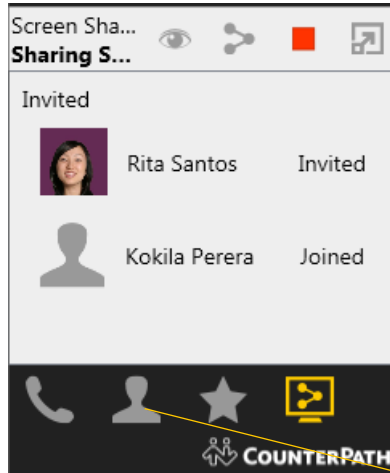 Screen Sha...
Sharing S...
Invited
Rita Santos Invited
Kokila Perera Joined
COUNTERPATH